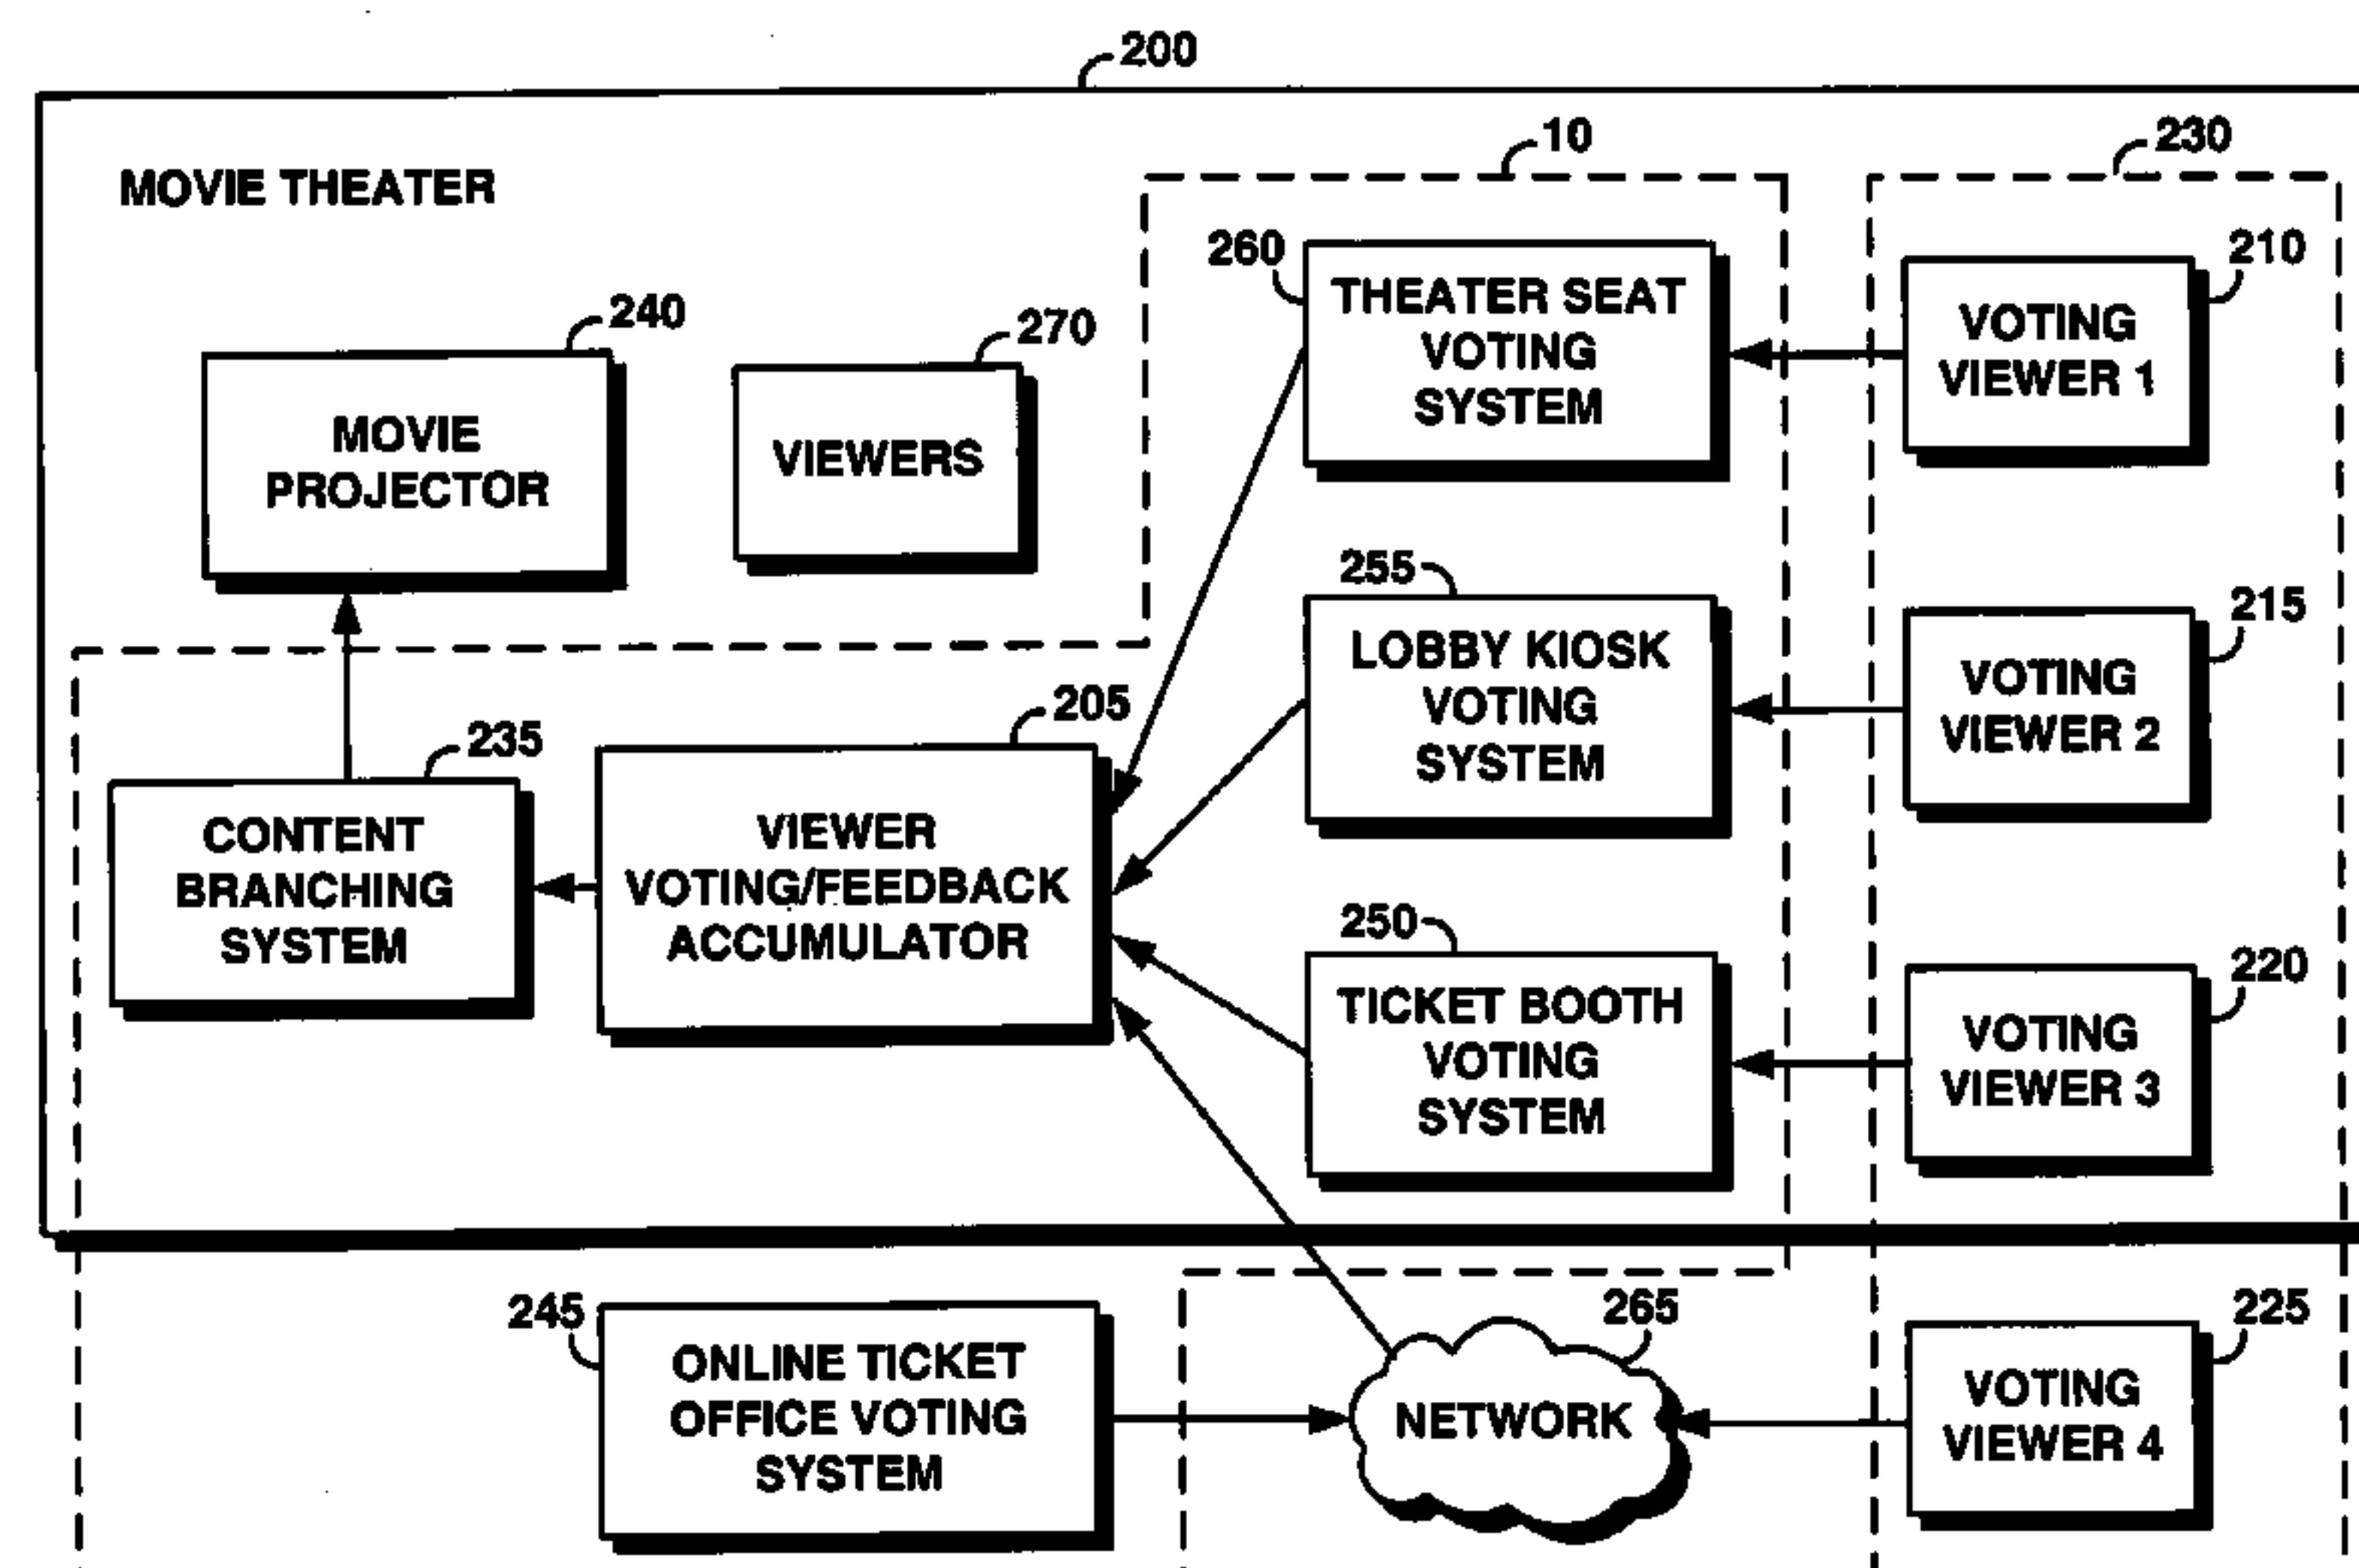 200
10
230
MOVIE THEATER
260
THEATER SEAT
VOTING
SYSTEM
210
VOTING
VIEWER 1
240
MOVIE
PROJECTOR
270
VIEWERS
255
LOBBY KIOSK
VOTING
SYSTEM
215
VOTING
VIEWER 2
235
CONTENT
BRANCHING
SYSTEM
205
VIEWER
VOTING/FEEDBACK
ACCUMULATOR
250
TICKET BOOTH
VOTING
SYSTEM
220
VOTING
VIEWER 3
245
ONLINE TICKET
OFFICE VOTING
SYSTEM
265
NETWORK
225
VOTING
VIEWER 4